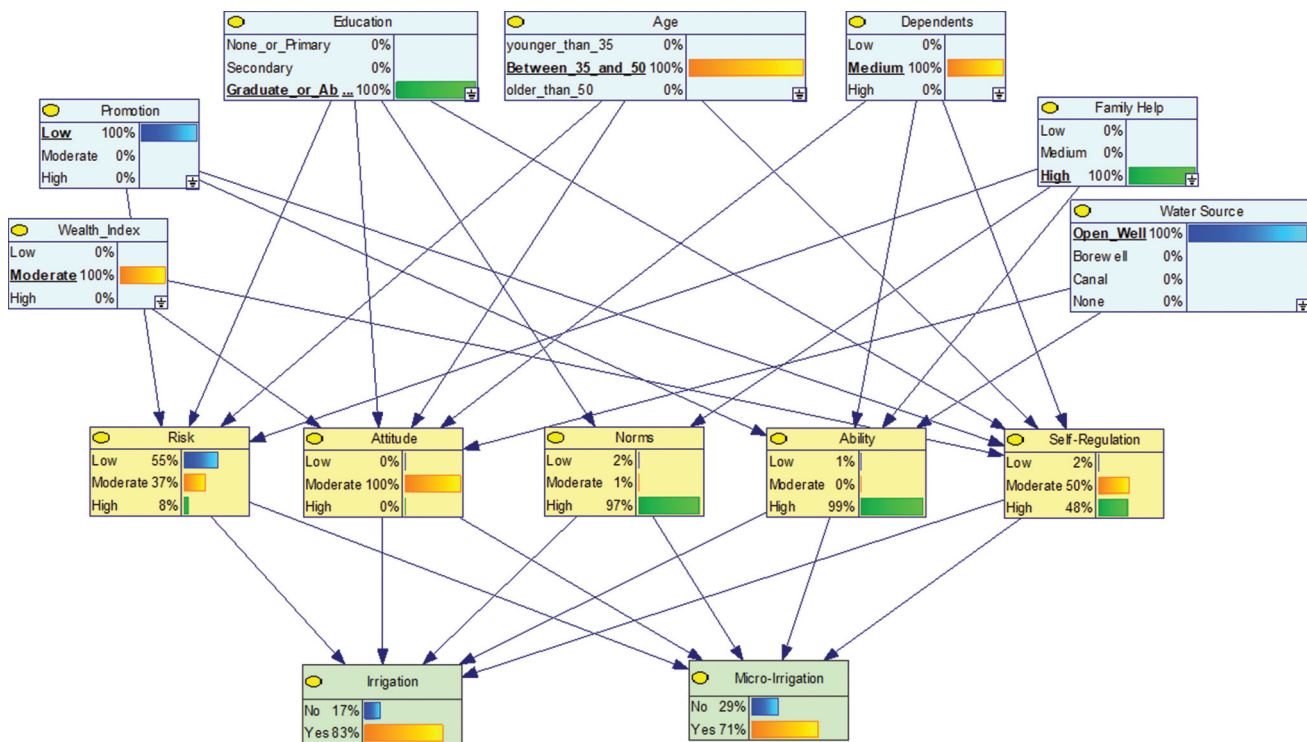 Education
None_or_Primary 0%
Secondary 0%
Graduate_or_Ab ... 100%
Age
younger_than_35 0%
Between_35_and_50 100%
older_than_50 0%
Dependents
Low 0%
Medium 100%
High 0%
Promotion
Low 100%
Moderate 0%
High 0%
Family Help
Low 0%
Medium 0%
High 100%
Wealth_Index
Low 0%
Moderate 100%
High 0%
Water Source
Open_Well 100%
Borewell 0%
Canal 0%
None 0%
Risk
Low 55%
Moderate 37%
High 8%
Attitude
Low 0%
Moderate 100%
High 0%
Norms
Low 2%
Moderate 1%
High 97%
Ability
Low 1%
Moderate 0%
High 99%
Self-Regulation
Low 2%
Moderate 50%
High 48%
Irrigation
No 17%
Yes 83%
Micro-Irrigation
No 29%
Yes 71%